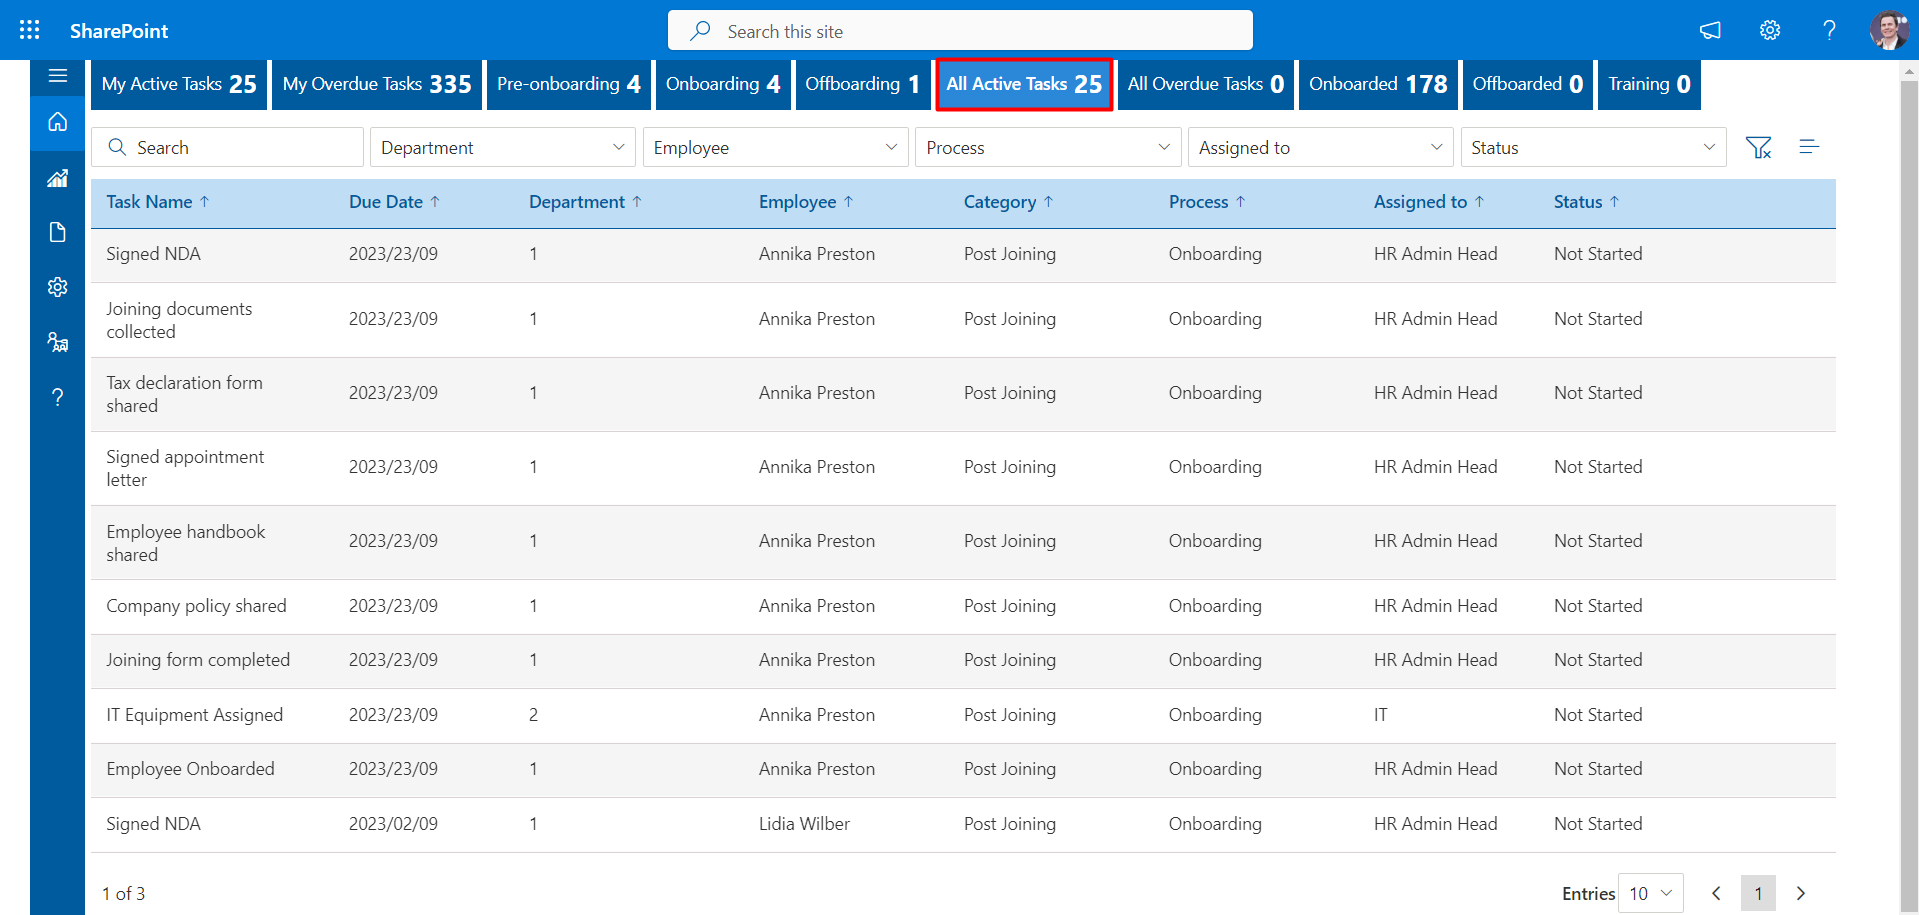 SharePoint
Search this site
?
My Active Tasks 25
My Overdue Tasks 335
Pre-onboarding 4
Onboarding 4
Offboarding 1
All Active Tasks 25
All Overdue Tasks 0
Onboarded 178
Offboarded 0
Training 0
Search
Department
Employee
Process
Assigned to
Status
Task Name ↑ Due Date ↑ Department ↑ Employee ↑ Category ↑ Process ↑ Assigned to ↑ Status ↑
Signed NDA 2023/23/09 1 Annika Preston Post Joining Onboarding HR Admin Head Not Started
Joining documents
collected
2023/23/09 1 Annika Preston Post Joining Onboarding HR Admin Head Not Started
Tax declaration form
shared
2023/23/09 1 Annika Preston Post Joining Onboarding HR Admin Head Not Started
?
Signed appointment
letter
2023/23/09 1 Annika Preston Post Joining Onboarding HR Admin Head Not Started
Employee handbook
shared
2023/23/09 1 Annika Preston Post Joining Onboarding HR Admin Head Not Started
Company policy shared 2023/23/09 1 Annika Preston Post Joining Onboarding HR Admin Head Not Started
Joining form completed 2023/23/09 1 Annika Preston Post Joining Onboarding HR Admin Head Not Started
IT Equipment Assigned 2023/23/09 2 Annika Preston Post Joining Onboarding IT Not Started
Employee Onboarded 2023/23/09 1 Annika Preston Post Joining Onboarding HR Admin Head Not Started
Signed NDA 2023/02/09 1 Lidia Wilber Post Joining Onboarding HR Admin Head Not Started
1 of 3
Entries 10
1